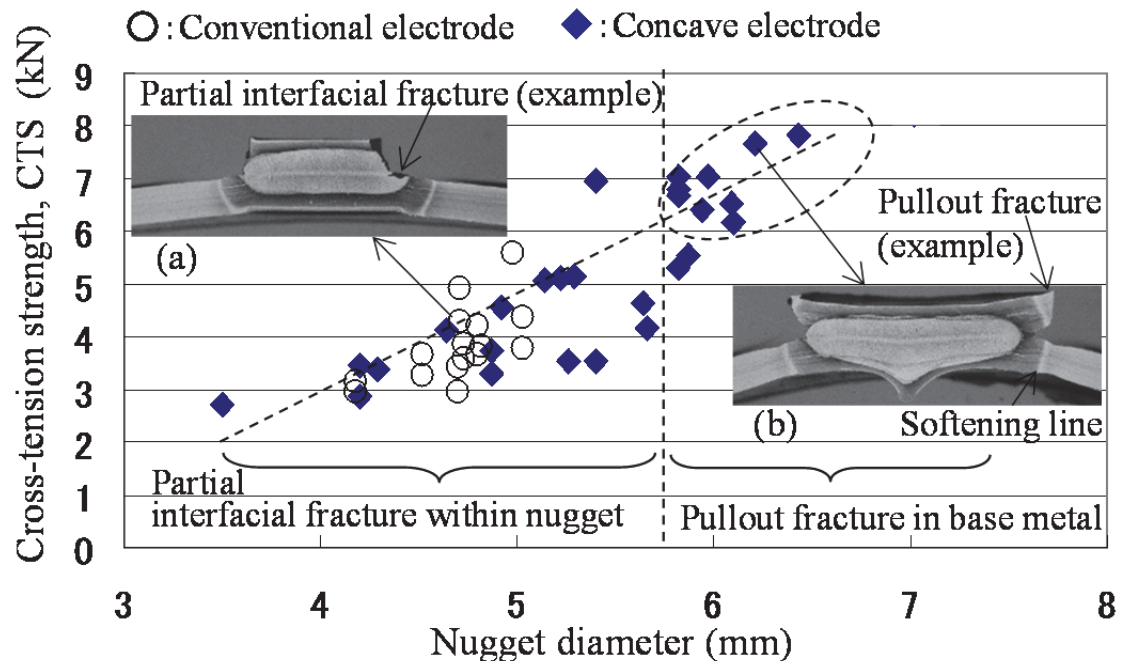 ○ : Conventional electrode ◆ : Concave electrode
Cross-tension strength, CTS (kN)
9
8
7
6
5
4
3
2
1
0
Partial interfacial fracture (example)
(a)
Pullout fracture
(example)
(b)
Softening line
Partial
interfacial fracture within nugget
Pullout fracture in base metal
3 4 5 6 7 8
Nugget diameter (mm)